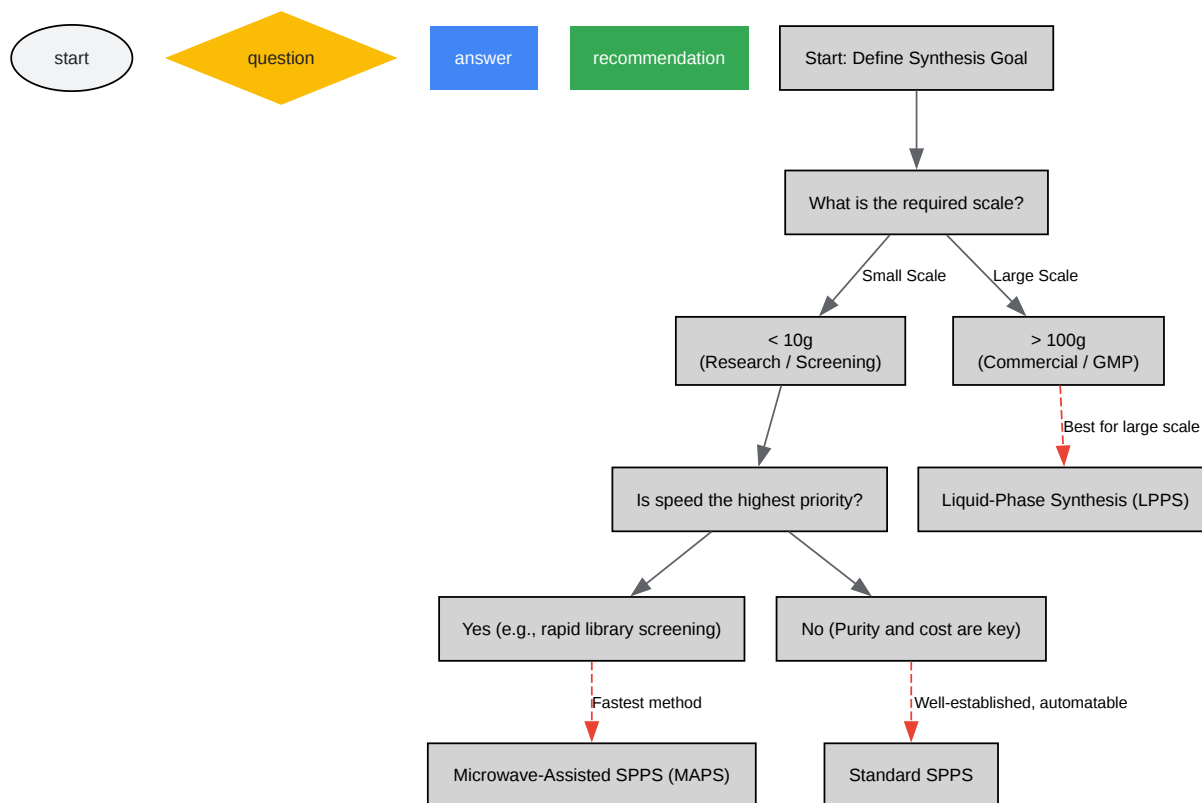 start
question
answer
recommendation
Start: Define Synthesis Goal
What is the required scale?
Small Scale
Large Scale
< 10g
(Research / Screening)
> 100g
(Commercial / GMP)
Best for large scale
Is speed the highest priority?
Liquid-Phase Synthesis (LPPS)
Yes (e.g., rapid library screening)
No (Purity and cost are key)
Fastest method
Well-established, automatable
Microwave-Assisted SPPS (MAPS)
Standard SPPS